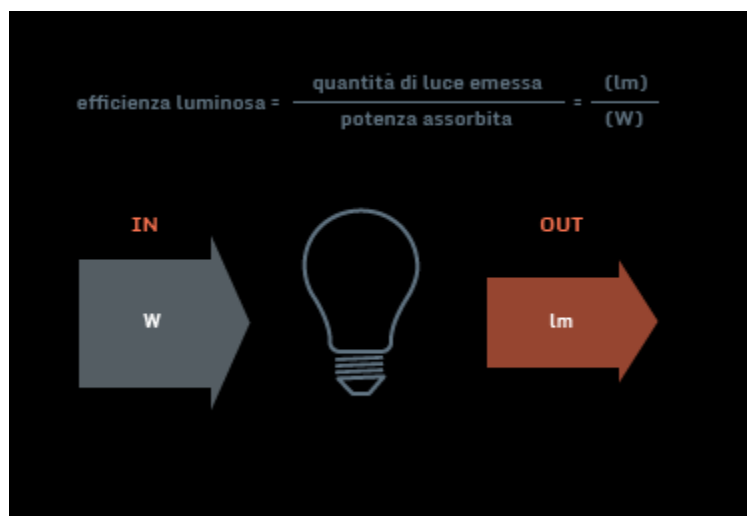 quantità di luce emessa (lm)
efficienza luminosa = =
potenza assorbita (W)
IN OUT
W lm